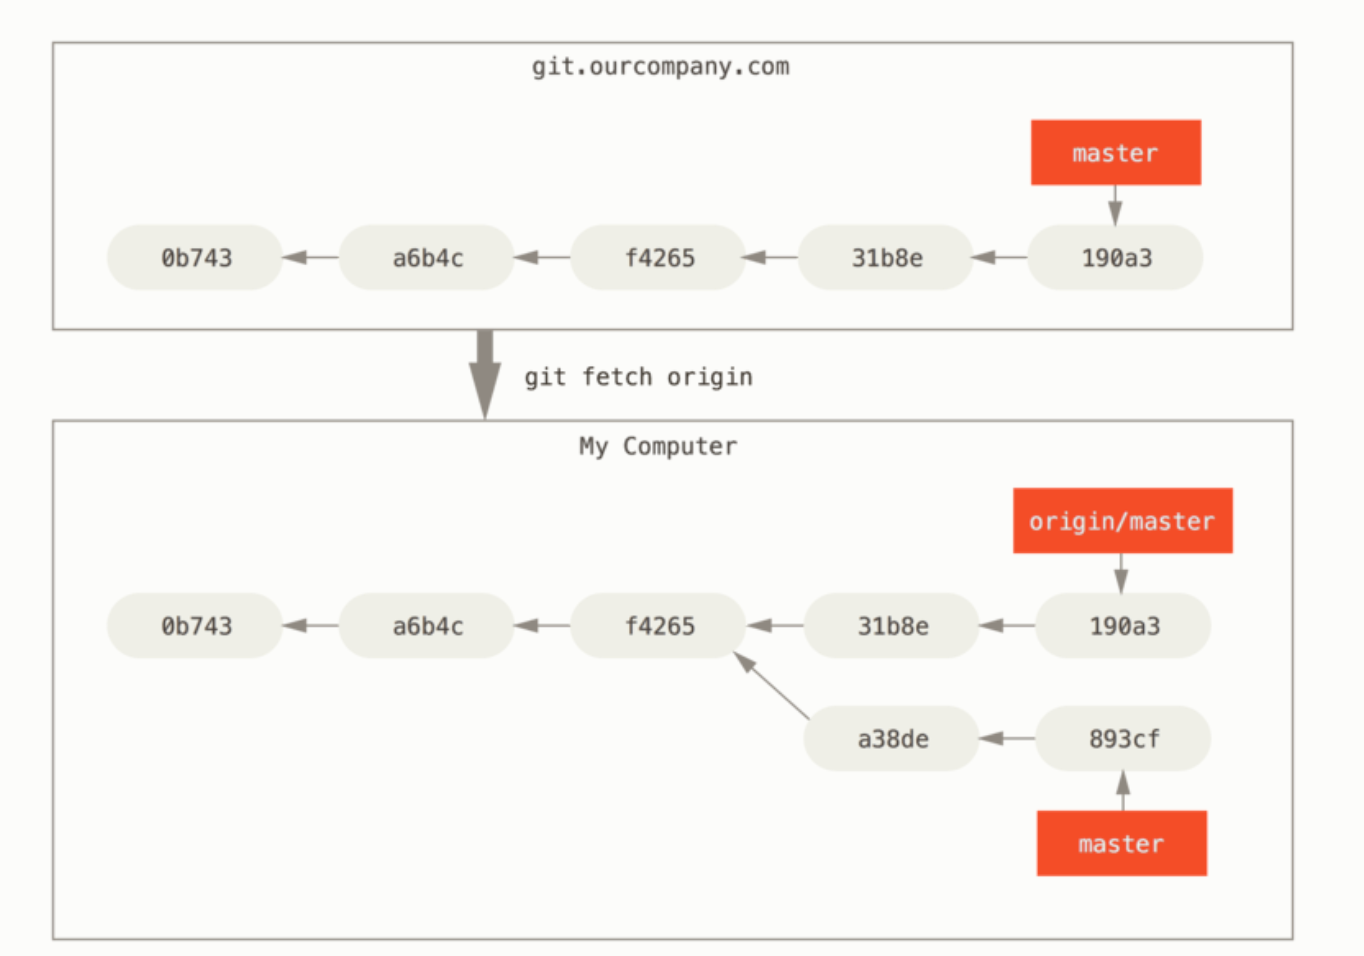 git.ourcompany.com
master
0b743
a6b4c
f4265
31b8e
190a3
git fetch origin
My Computer
origin/master
0b743
a6b4c
f4265
31b8e
190a3
a38de
893cf
master